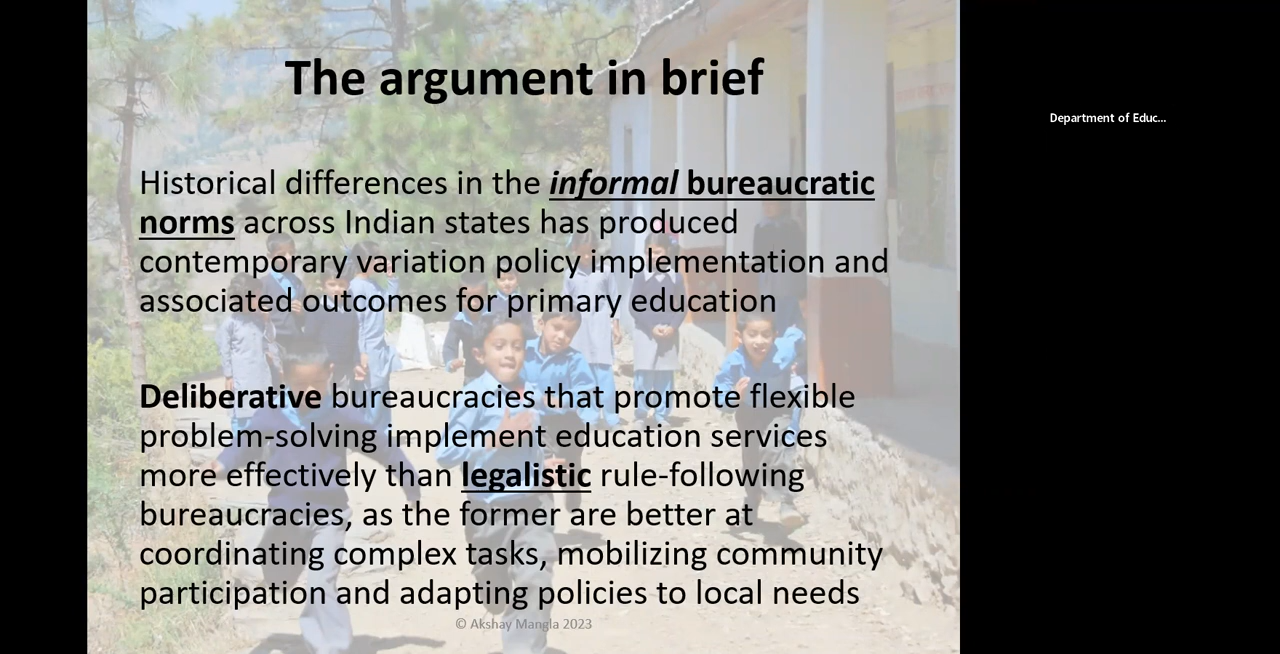 The argument in brief
Historical differences in the informal bureaucratic
norms across Indian states has produced
contemporary variation policy implementation and
associated outcomes for primary education
Deliberative bureaucracies that promote flexible
problem-solving implement education services
more effectively than legalistic rule-following
bureaucracies, as the former are better at
coordinating complex tasks, mobilizing community
participation and adapting policies to local needs
© Akshay Mangla 2023
Department of Educ...